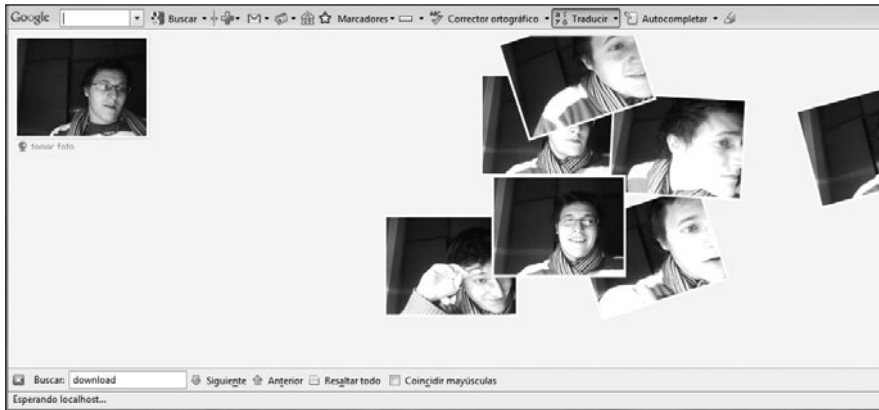 Google Buscar Marcadores Corrector ortográfico Traducir Autocompletar
tomar foto
Buscar: download Siguiente Anterior Resaltar todo Coincidir mayúsculas
Esperando localhost...